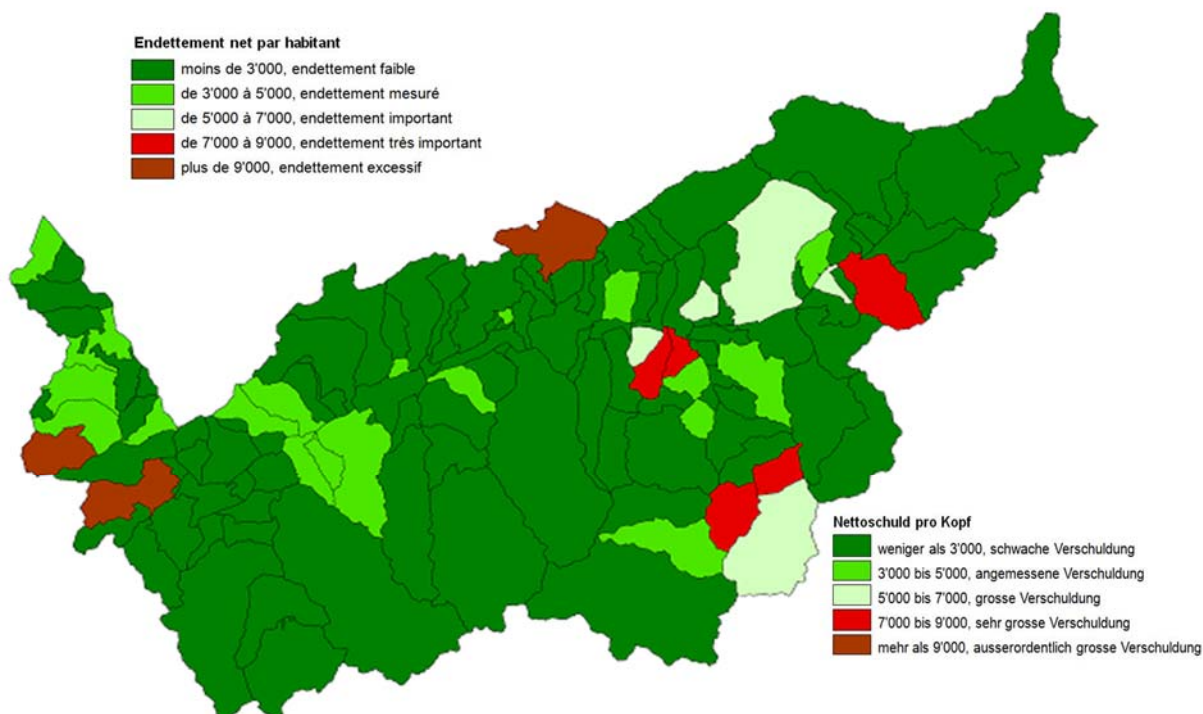 Endettement net par habitant
moins de 3'000, endettement faible
de 3'000 à 5'000, endettement mesuré
de 5'000 à 7'000, endettement important
de 7'000 à 9'000, endettement très important
plus de 9'000, endettement excessif
Nettoschuld pro Kopf
weniger als 3'000, schwache Verschuldung
3'000 bis 5'000, angemessene Verschuldung
5'000 bis 7'000, grosse Verschuldung
7'000 bis 9'000, sehr grosse Verschuldung
mehr als 9'000, ausserordentlich grosse Verschuldung